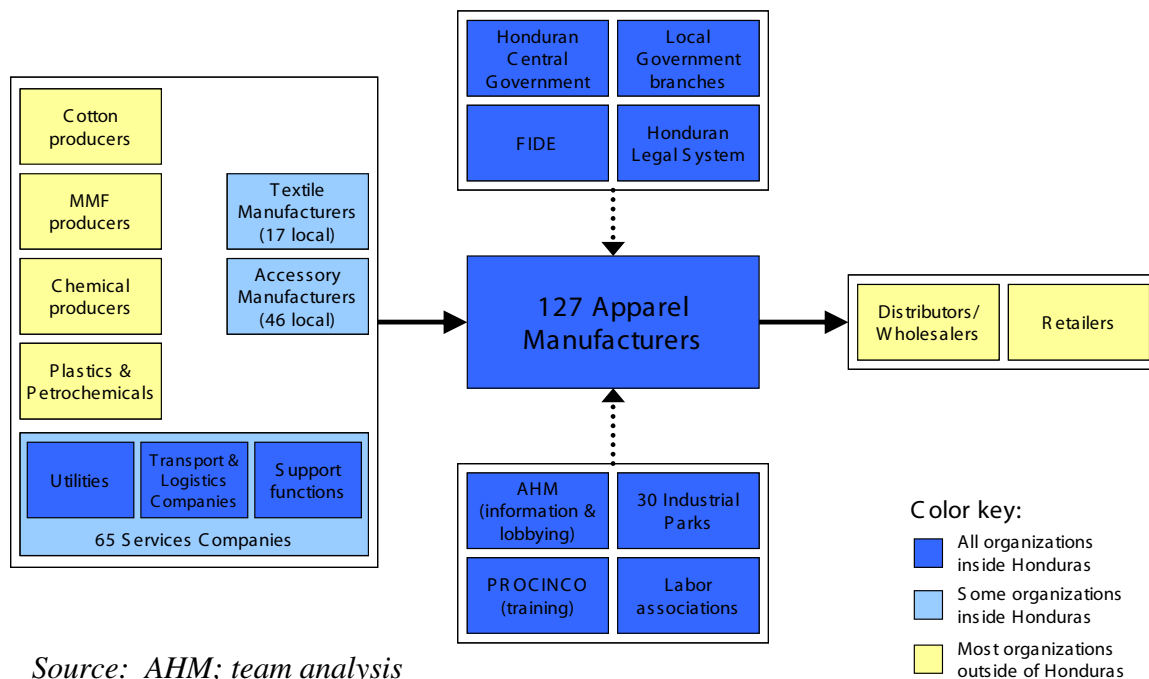 Honduran
Central
Government
Local
Government
branches
FIDE
Honduran
Legal System
Cotton
producers
MMF
producers
Chemical
producers
Plastics &
Petrochemicals
Textile
Manufacturers
(17 local)
Accessory
Manufacturers
(46 local)
Utilities
Transport &
Logistics
Companies
Support
functions
65 Services Companies
127 Apparel
Manufacturers
Distributors/
Wholesalers
Retailers
AHM
(information &
lobbying)
30 Industrial
Parks
PROCINCO
(training)
Labor
associations
Color key:
All organizations
inside Honduras
Some organizations
inside Honduras
Most organizations
outside of Honduras
Source: AHM; team analysis